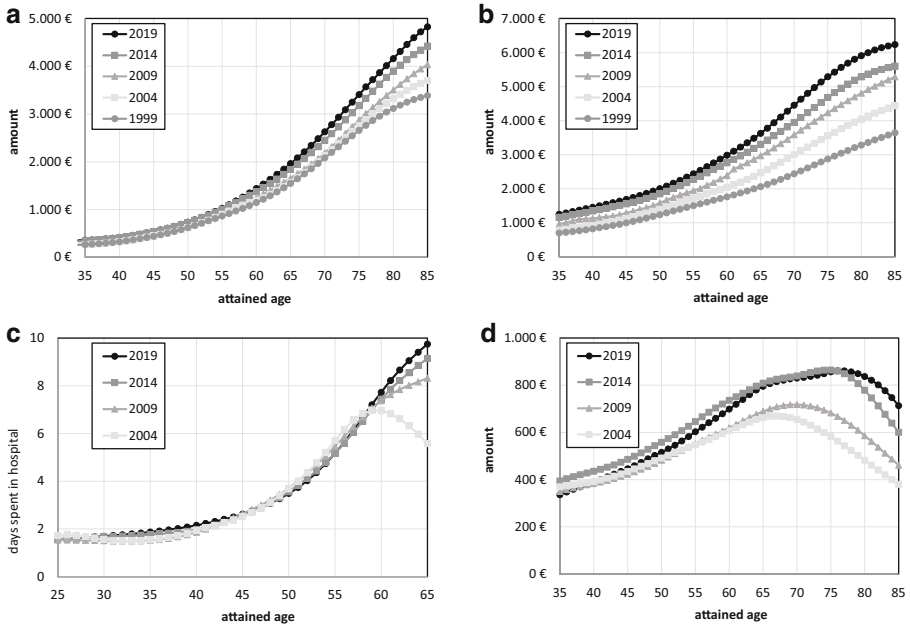 a
5.000 €
4.000 €
3.000 €
2.000 €
1.000 €
0 €
amount
2019
2014
2009
2004
1999
35 40 45 50 55 60 65 70 75 80 85
attained age
b
7.000 €
6.000 €
5.000 €
4.000 €
3.000 €
2.000 €
1.000 €
0 €
amount
2019
2014
2009
2004
1999
35 40 45 50 55 60 65 70 75 80 85
attained age
c
10
8
6
4
2
0
days spent in hospital
2019
2014
2009
2004
25 30 35 40 45 50 55 60 65
attained age
d
1.000 €
800 €
600 €
400 €
200 €
0 €
amount
2019
2014
2009
2004
35 40 45 50 55 60 65 70 75 80 85
attained age